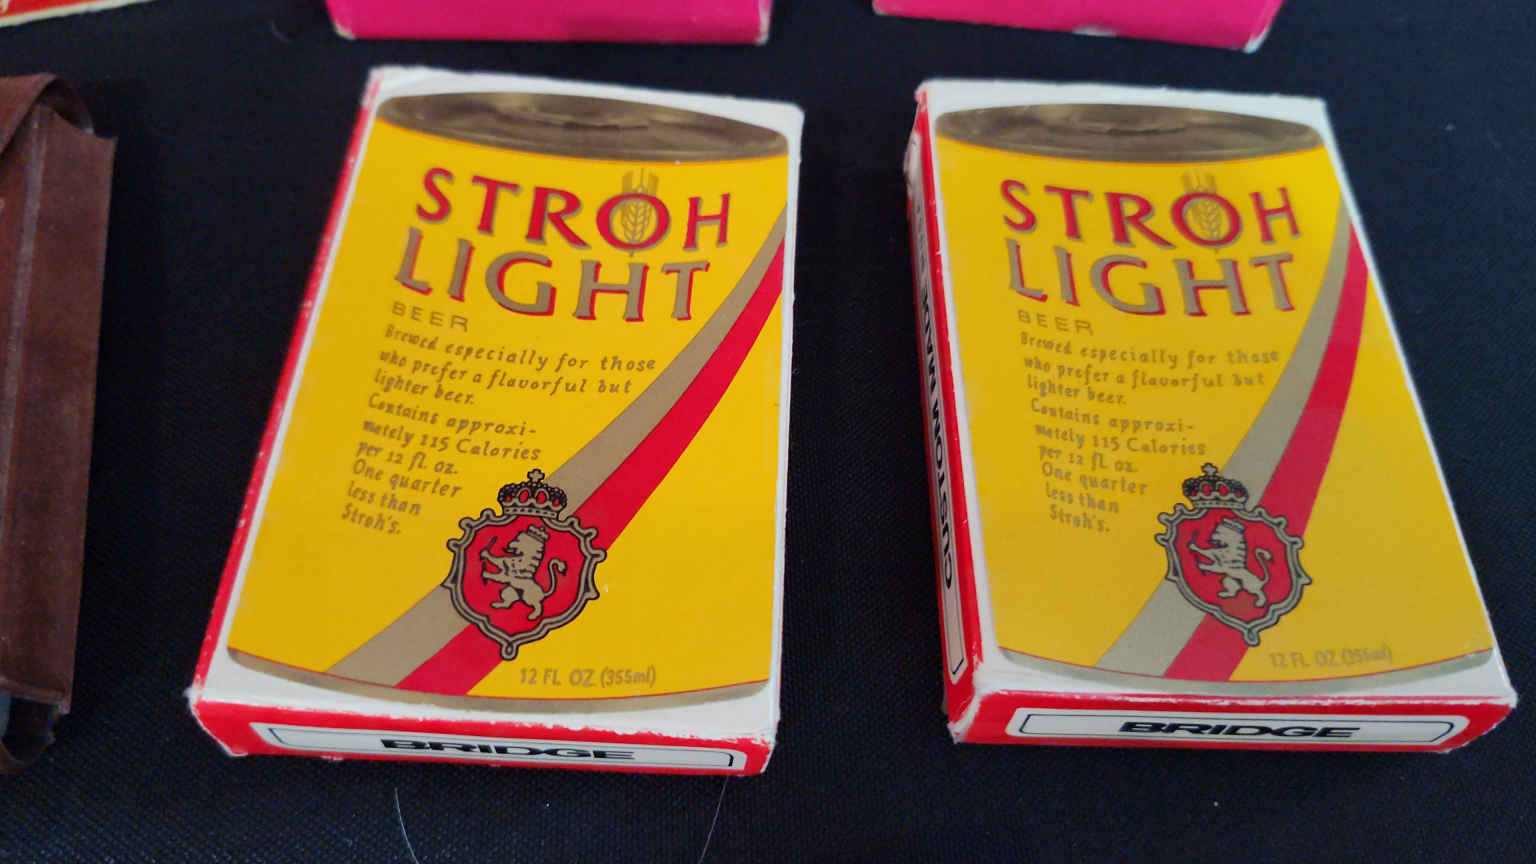 STROH
LIGHT
BEER
Brewed especially for those
who prefer a flavorful but
lighter beer.
Contains approxi-
mately 115 Calories
per 12 fl. oz.
One quarter
less than
Stroh's.
12 FL. OZ. (355ml)
BRIDGE
STROH
LIGHT
BEER
Brewed especially for those
who prefer a flavorful but
lighter beer.
Contains approxi-
mately 115 Calories
per 12 fl. oz.
One quarter
less than
Stroh's.
12 FL. OZ. (355ml)
CUSTOM MADE
BRIDGE